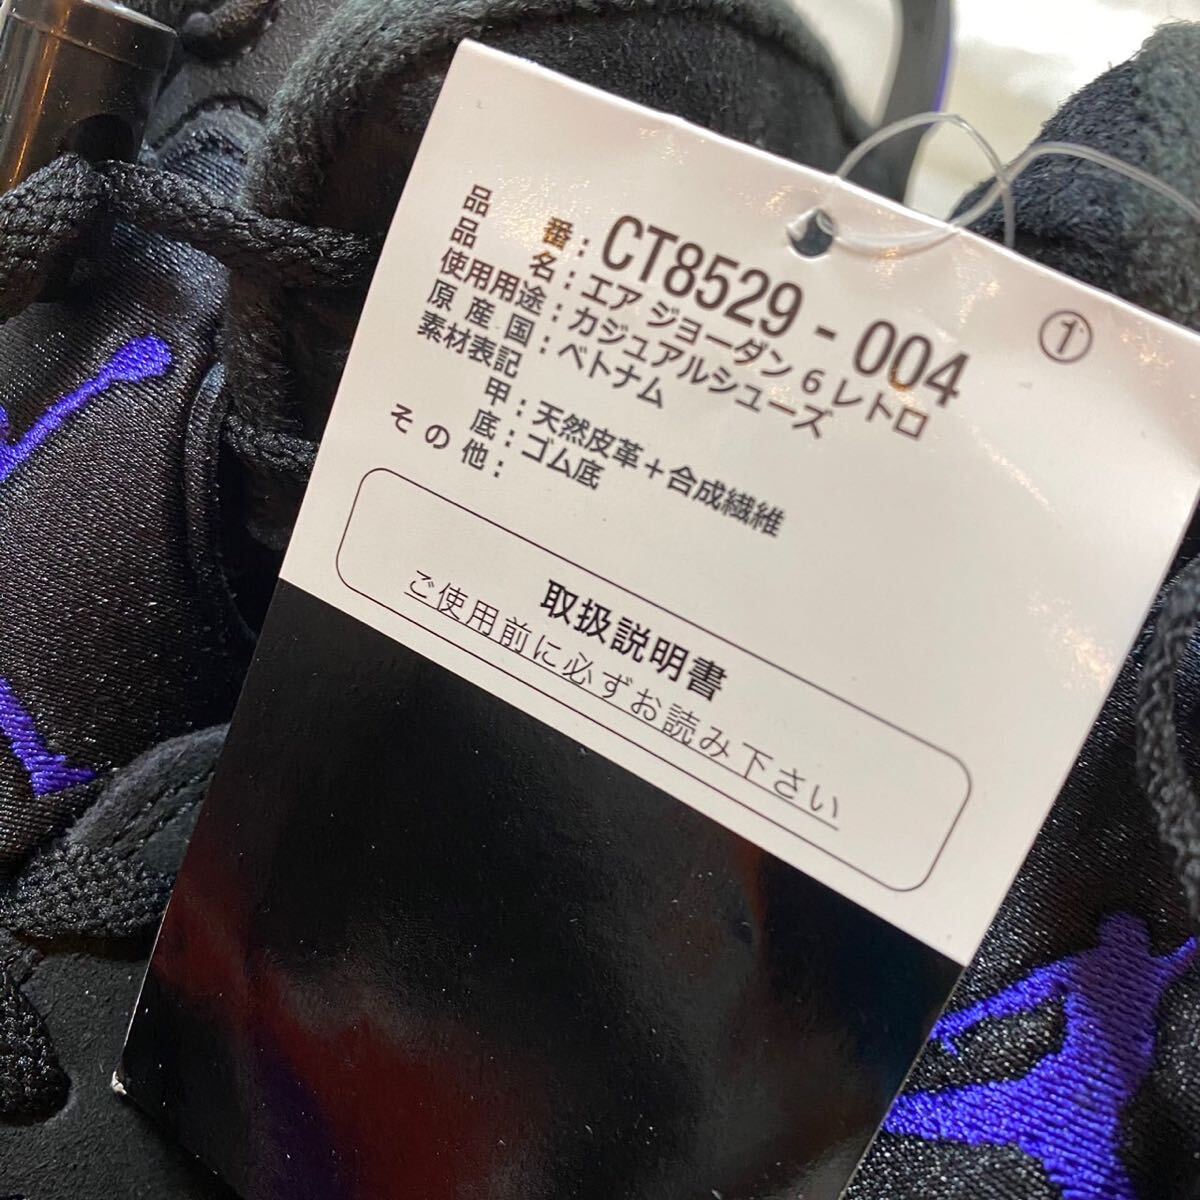 品番：CT8529-004
①
品名：エア ジョーダン 6 レトロ
使用用途：カジュアルシューズ
原産国：ベトナム
素材表記
甲：天然皮革＋合成繊維
底：ゴム底
その他：
取扱説明書
ご使用前に必ずお読み下さい